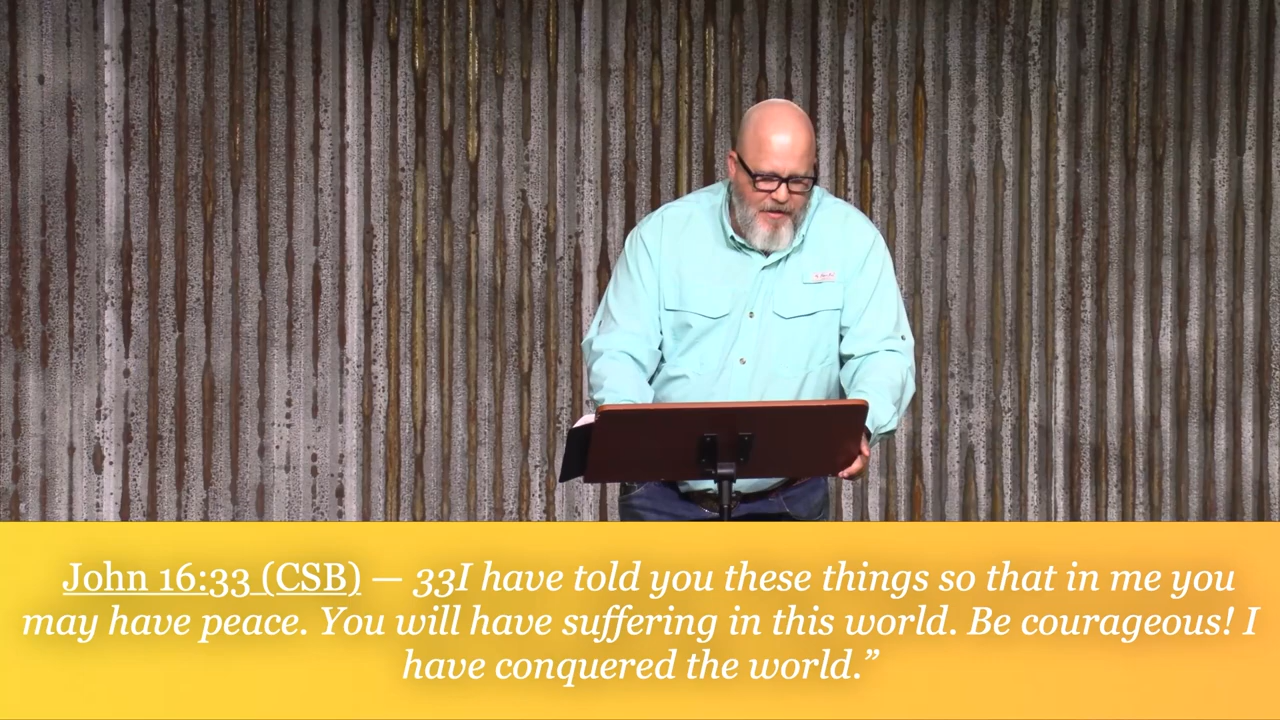 John 16:33 (CSB) — 33I have told you these things so that in me you
may have peace. You will have suffering in this world. Be courageous! I
have conquered the world.”